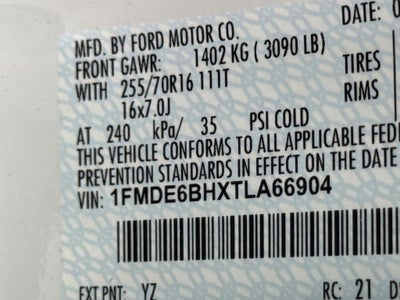 MFD. BY FORD MOTOR CO.
DATE: 0
FRONT GAWR: 1402 KG ( 3090 LB)
WITH 255/70R16 111T TIRES
16x7.0J RIMS
AT 240 kPa/ 35 PSI COLD
THIS VEHICLE CONFORMS TO ALL APPLICABLE FED
PREVENTION STANDARDS IN EFFECT ON THE DATE
VIN: 1FMDE6BHXTLA66904
EXT PNT: YZ RC: 21 D